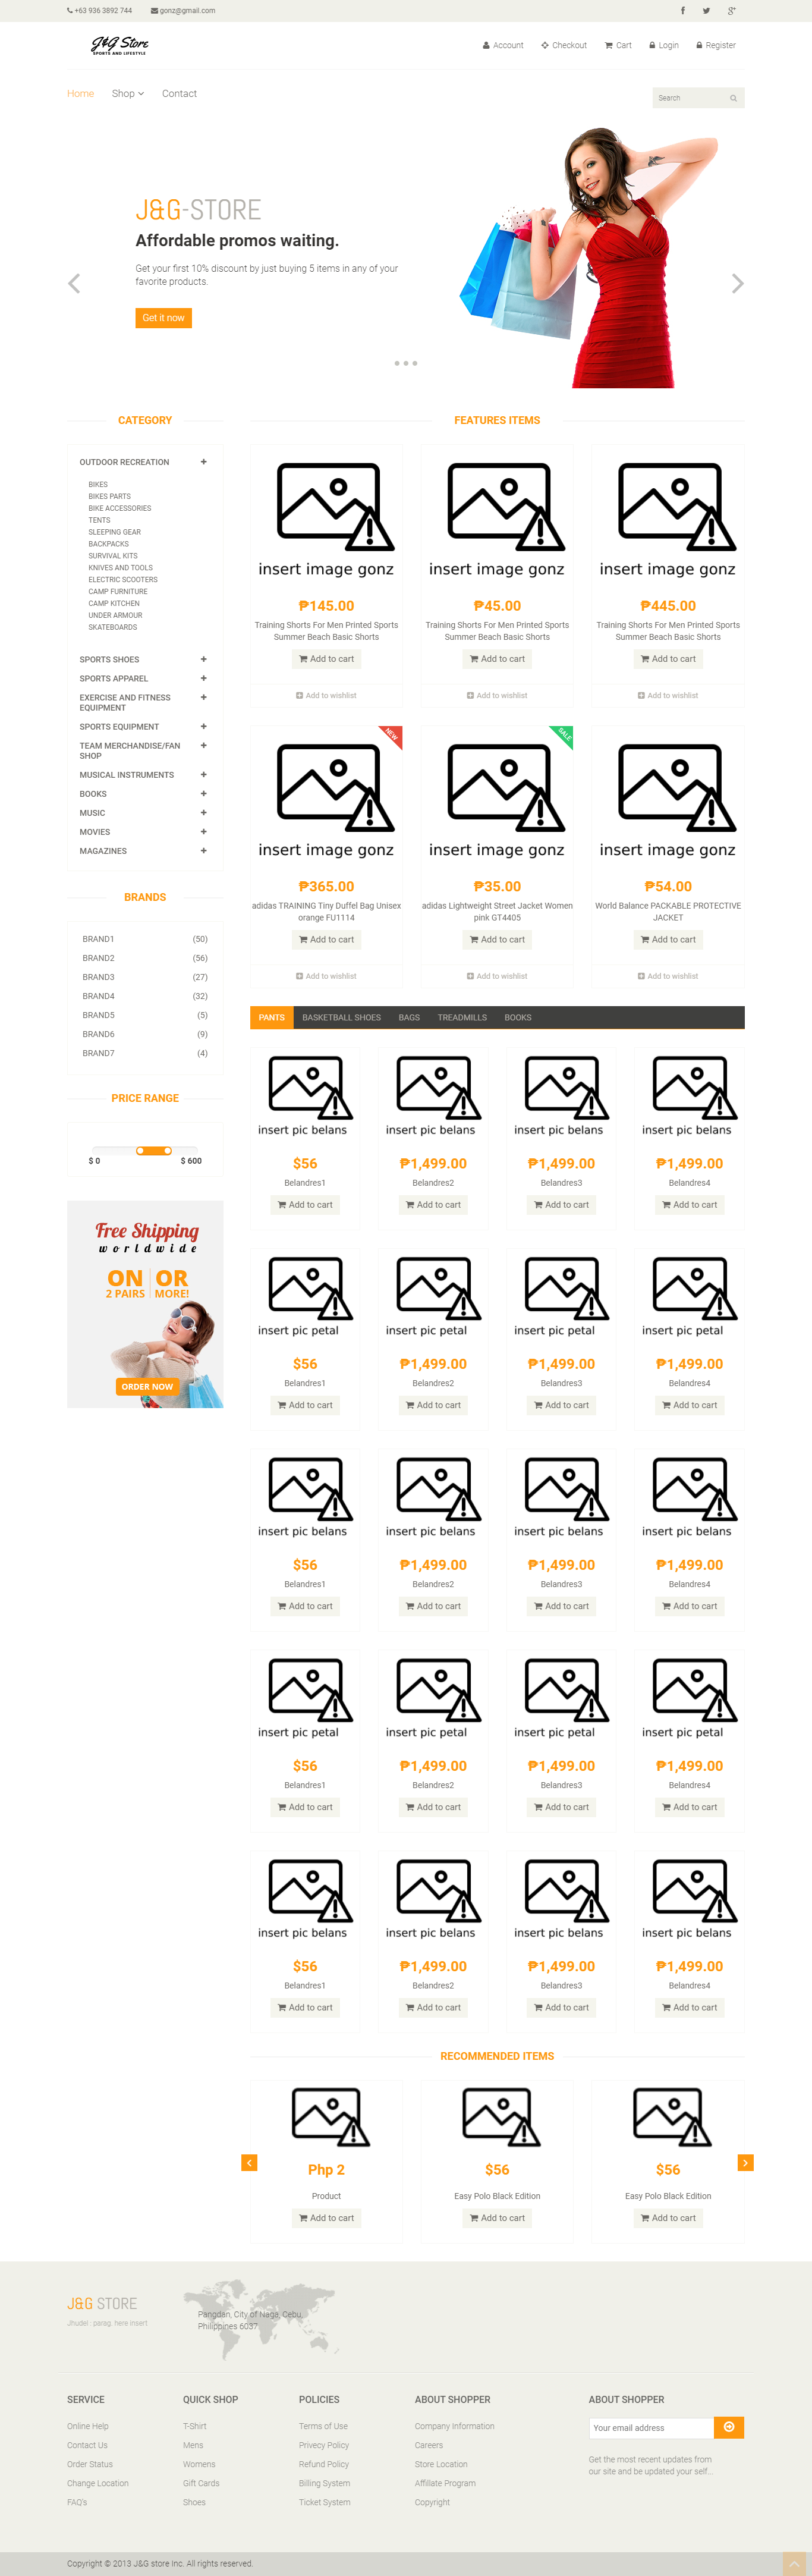 +63 936 3892 744 gonz@gmail.com
J&G Store
SPORTS AND LIFESTYLE
Account Checkout Cart Login Register
Home Shop Contact
Search
J&G-STORE
Affordable promos waiting.
Get your first 10% discount by just buying 5 items in any of your
favorite products.
Get it now
CATEGORY
OUTDOOR RECREATION
BIKES
BIKES PARTS
BIKE ACCESSORIES
TENTS
SLEEPING GEAR
BACKPACKS
SURVIVAL KITS
KNIVES AND TOOLS
ELECTRIC SCOOTERS
CAMP FURNITURE
CAMP KITCHEN
UNDER ARMOUR
SKATEBOARDS
SPORTS SHOES
SPORTS APPAREL
EXERCISE AND FITNESS
EQUIPMENT
SPORTS EQUIPMENT
TEAM MERCHANDISE/FAN
SHOP
MUSICAL INSTRUMENTS
BOOKS
MUSIC
MOVIES
MAGAZINES
BRANDS
BRAND1 (50)
BRAND2 (56)
BRAND3 (27)
BRAND4 (32)
BRAND5 (5)
BRAND6 (9)
BRAND7 (4)
PRICE RANGE
$ 0 $ 600
Free Shipping
worldwide
ON OR
2 PAIRS MORE!
ORDER NOW
FEATURES ITEMS
insert image gonz insert image gonz insert image gonz
₱145.00 ₱45.00 ₱445.00
Training Shorts For Men Printed Sports Training Shorts For Men Printed Sports Training Shorts For Men Printed Sports
Summer Beach Basic Shorts Summer Beach Basic Shorts Summer Beach Basic Shorts
Add to cart Add to cart Add to cart
Add to wishlist Add to wishlist Add to wishlist
NEW SALE
insert image gonz insert image gonz insert image gonz
₱365.00 ₱35.00 ₱54.00
adidas TRAINING Tiny Duffel Bag Unisex adidas Lightweight Street Jacket Women World Balance PACKABLE PROTECTIVE
orange FU1114 pink GT4405 JACKET
Add to cart Add to cart Add to cart
Add to wishlist Add to wishlist Add to wishlist
PANTS BASKETBALL SHOES BAGS TREADMILLS BOOKS
insert pic belans insert pic belans insert pic belans insert pic belans
$56 ₱1,499.00 ₱1,499.00 ₱1,499.00
Belandres1 Belandres2 Belandres3 Belandres4
Add to cart Add to cart Add to cart Add to cart
insert pic petal insert pic petal insert pic petal insert pic petal
$56 ₱1,499.00 ₱1,499.00 ₱1,499.00
Belandres1 Belandres2 Belandres3 Belandres4
Add to cart Add to cart Add to cart Add to cart
insert pic belans insert pic belans insert pic belans insert pic belans
$56 ₱1,499.00 ₱1,499.00 ₱1,499.00
Belandres1 Belandres2 Belandres3 Belandres4
Add to cart Add to cart Add to cart Add to cart
insert pic petal insert pic petal insert pic petal insert pic petal
$56 ₱1,499.00 ₱1,499.00 ₱1,499.00
Belandres1 Belandres2 Belandres3 Belandres4
Add to cart Add to cart Add to cart Add to cart
insert pic belans insert pic belans insert pic belans insert pic belans
$56 ₱1,499.00 ₱1,499.00 ₱1,499.00
Belandres1 Belandres2 Belandres3 Belandres4
Add to cart Add to cart Add to cart Add to cart
RECOMMENDED ITEMS
Php 2 $56 $56
Product Easy Polo Black Edition Easy Polo Black Edition
Add to cart Add to cart Add to cart
J&G STORE
Jhudiel : parag. here insert.
Pangdan, City of Naga, Cebu,
Philippines 6037
SERVICE QUICK SHOP POLICIES ABOUT SHOPPER ABOUT SHOPPER
Online Help T-Shirt Terms of Use Company Information Your email address
Contact Us Mens Privecy Policy Careers
Order Status Womens Refund Policy Store Location
Change Location Gift Cards Billing System Affillate Program
FAQ's Shoes Ticket System Copyright
Get the most recent updates from
our site and be updated your self...
Copyright © 2013 J&G store Inc. All rights reserved.